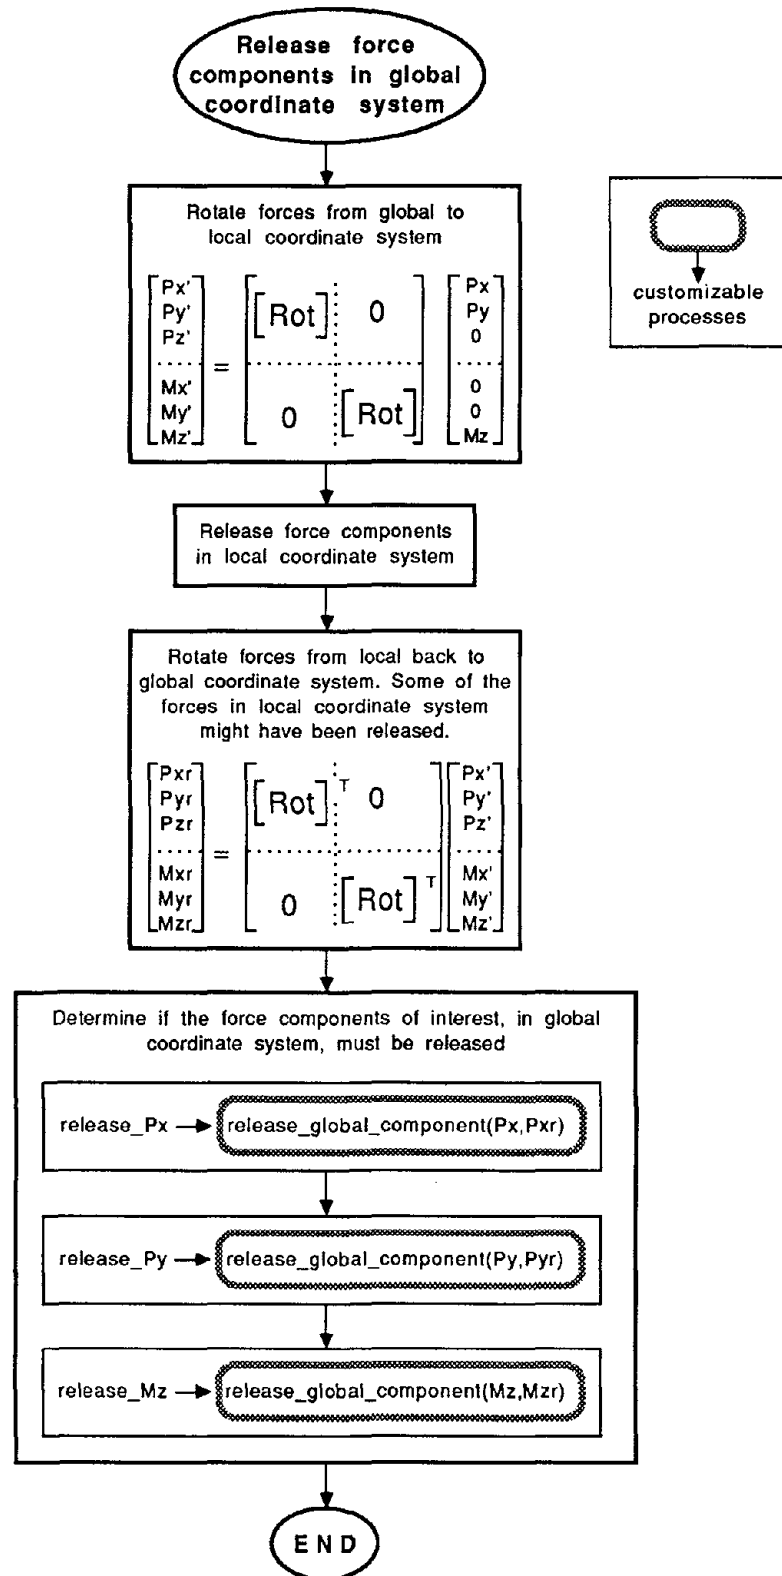 Release force
components in global
coordinate system
Rotate forces from global to
local coordinate system
Px'
Py'
Pz'
Mx'
My'
Mz'
=
[Rot] 0
0 [Rot]
Px
Py
0
0
0
Mz
customizable
processes
Release force components
in local coordinate system
Rotate forces from local back to
global coordinate system. Some of the
forces in local coordinate system
might have been released.
Pxr
Pyr
Pzr
Mxr
Myr
Mzr
=
[Rot] T 0
0 [Rot] T
Px'
Py'
Pz'
Mx'
My'
Mz'
Determine if the force components of interest, in global
coordinate system, must be released
release_Px release_global_component(Px,Pxr)
release_Py release_global_component(Py,Pyr)
release_Mz release_global_component(Mz,Mzr)
END